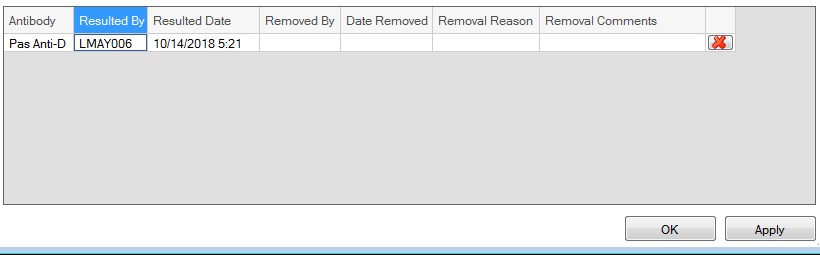 Antibody Resulted By Resulted Date Removed By Date Removed Removal Reason Removal Comments
Pas Anti-D LMAY006 10/14/2018 5:21
OK Apply